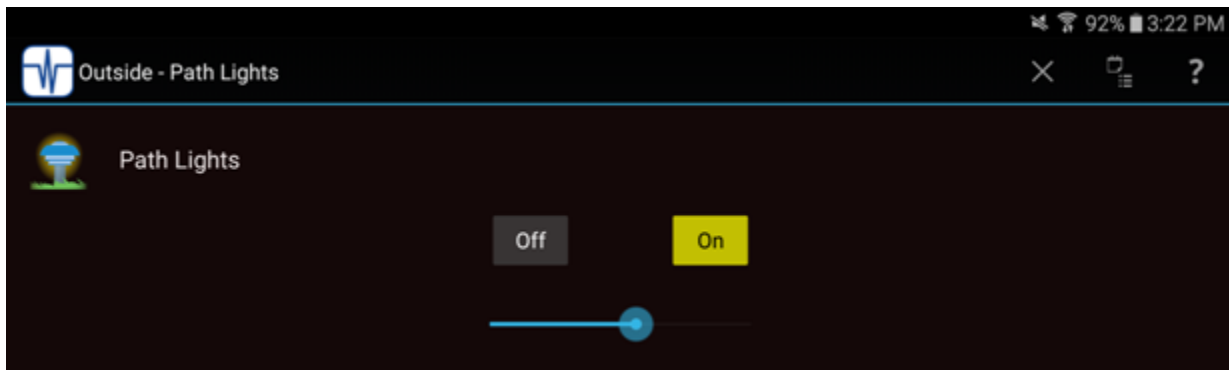 92% 3:22 PM
Outside - Path Lights
?
Path Lights
Off On